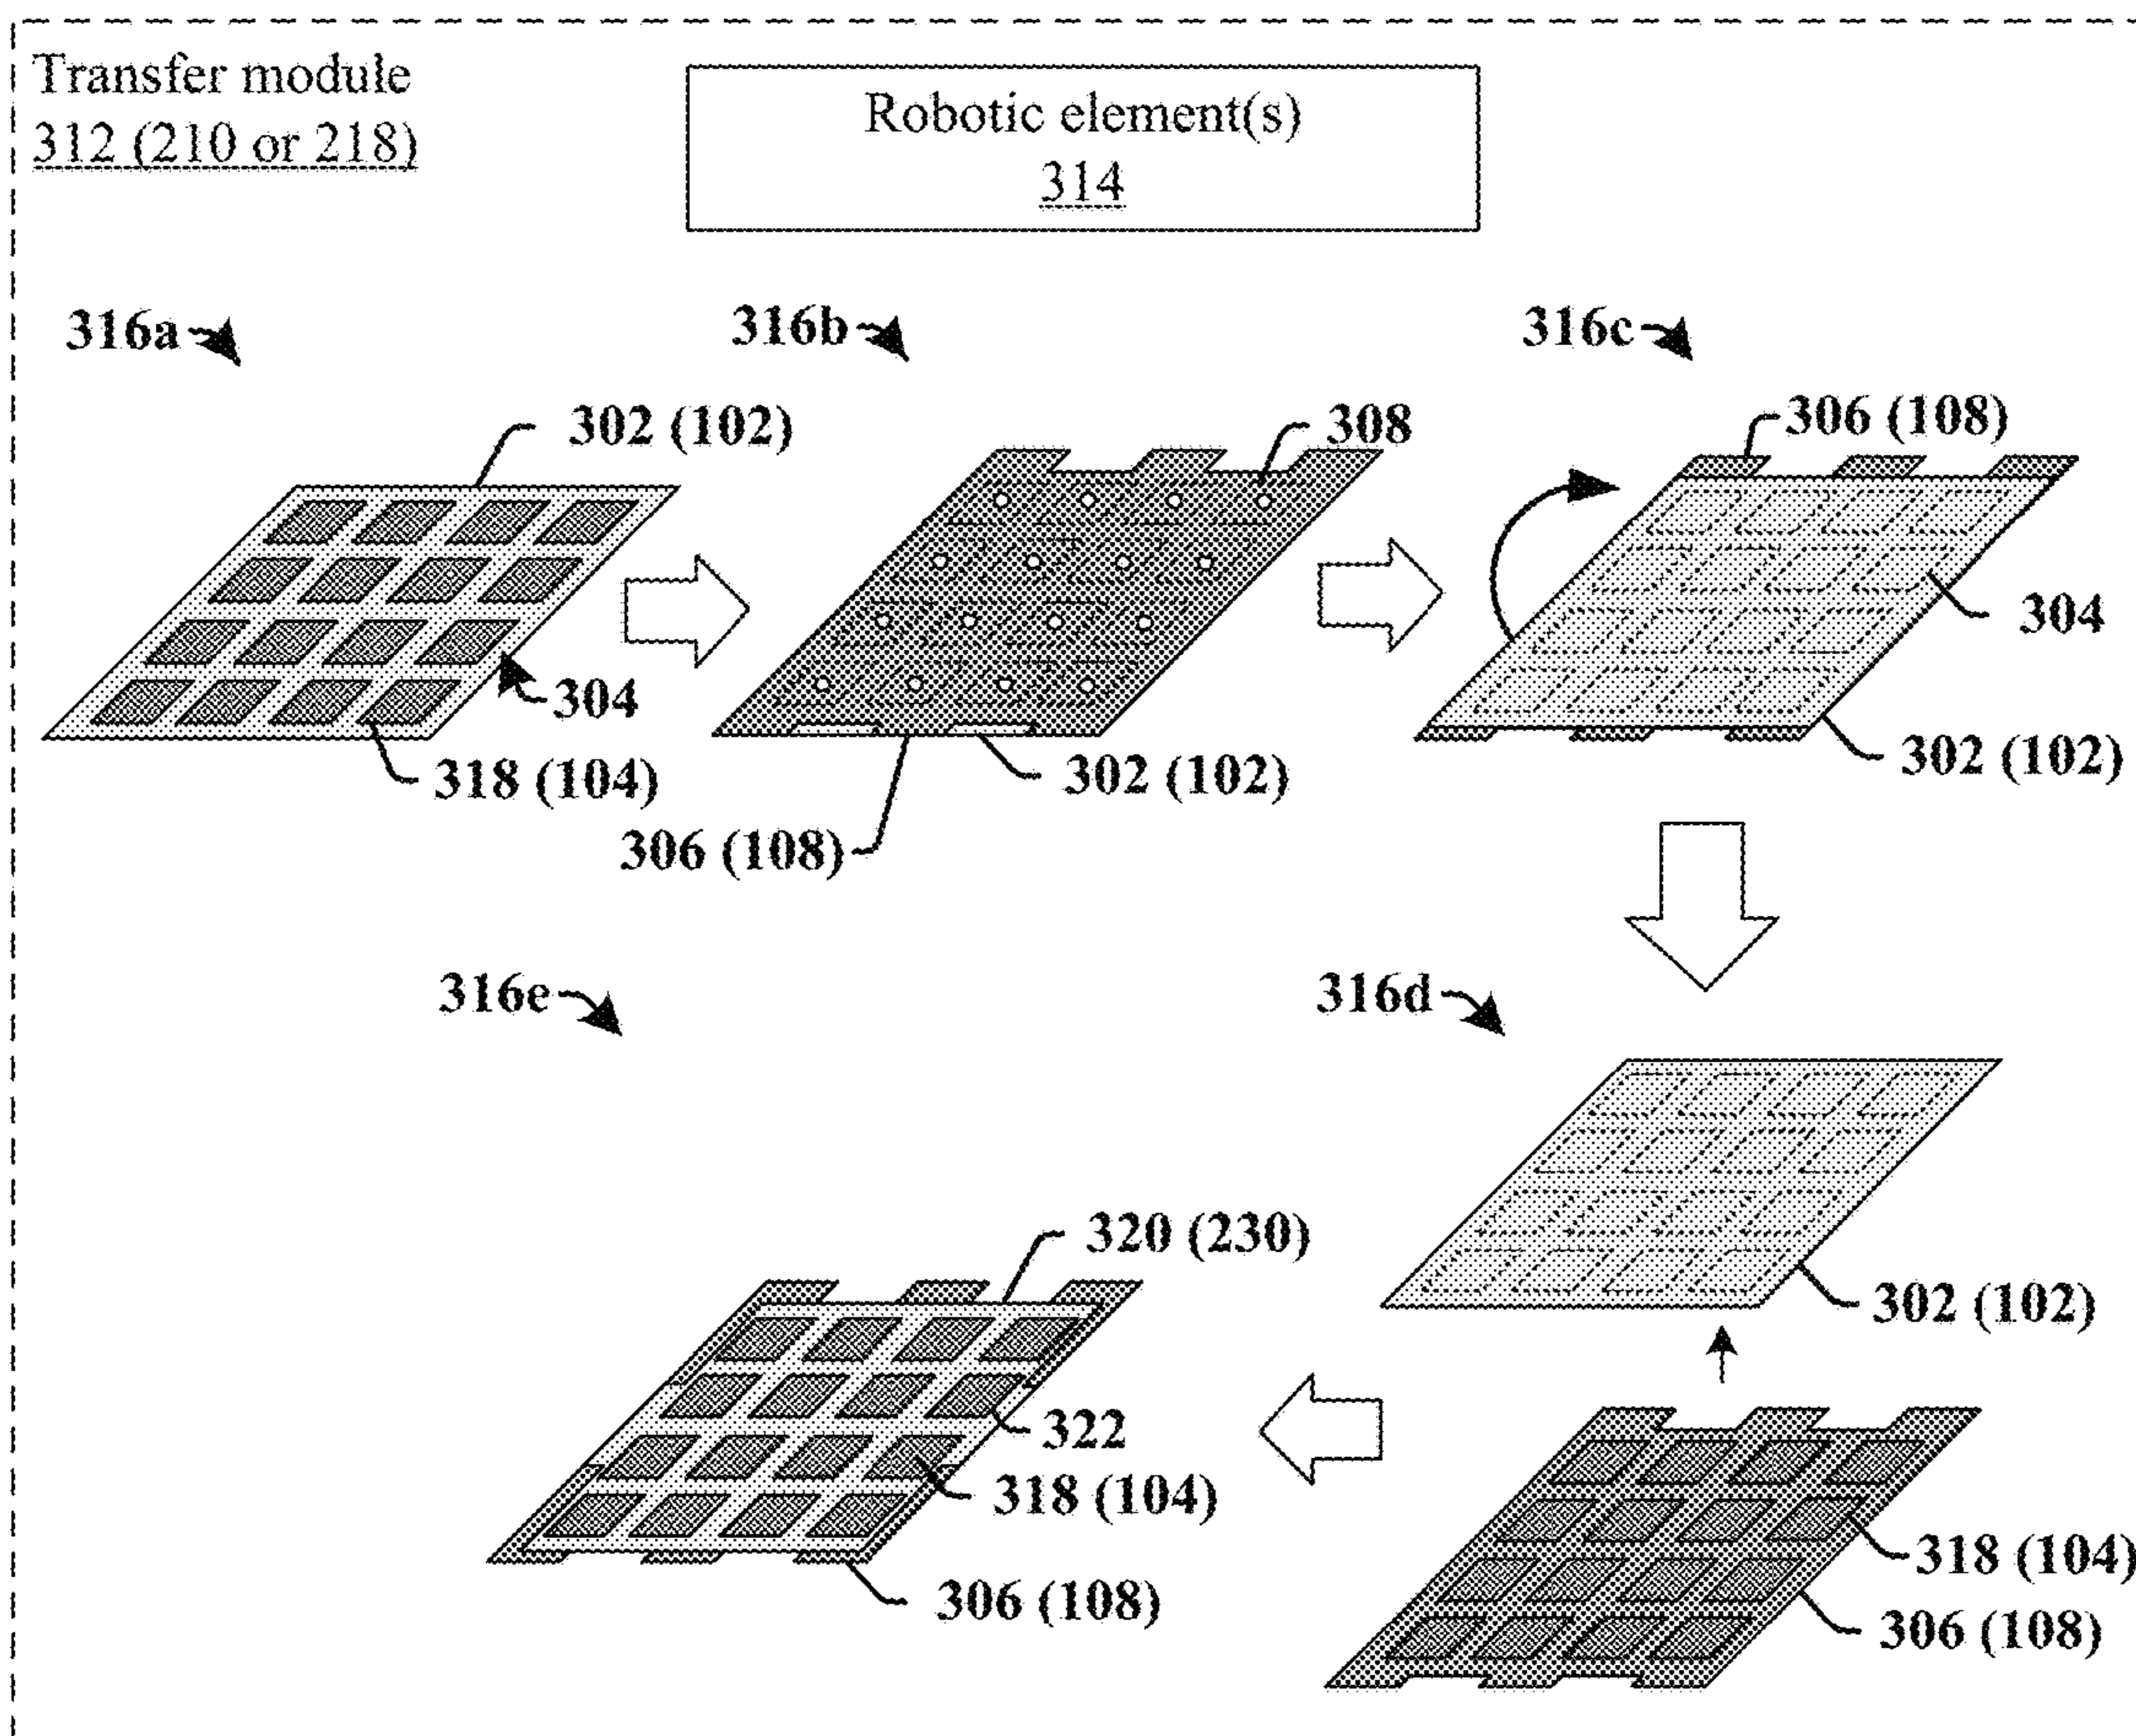 Transfer module
312 (210 or 218)
Robotic element(s)
314
316a
316b
316c
302 (102)
308
306 (108)
304
304
318 (104)
302 (102)
302 (102)
306 (108)
316e
316d
320 (230)
302 (102)
322
318 (104)
318 (104)
306 (108)
306 (108)